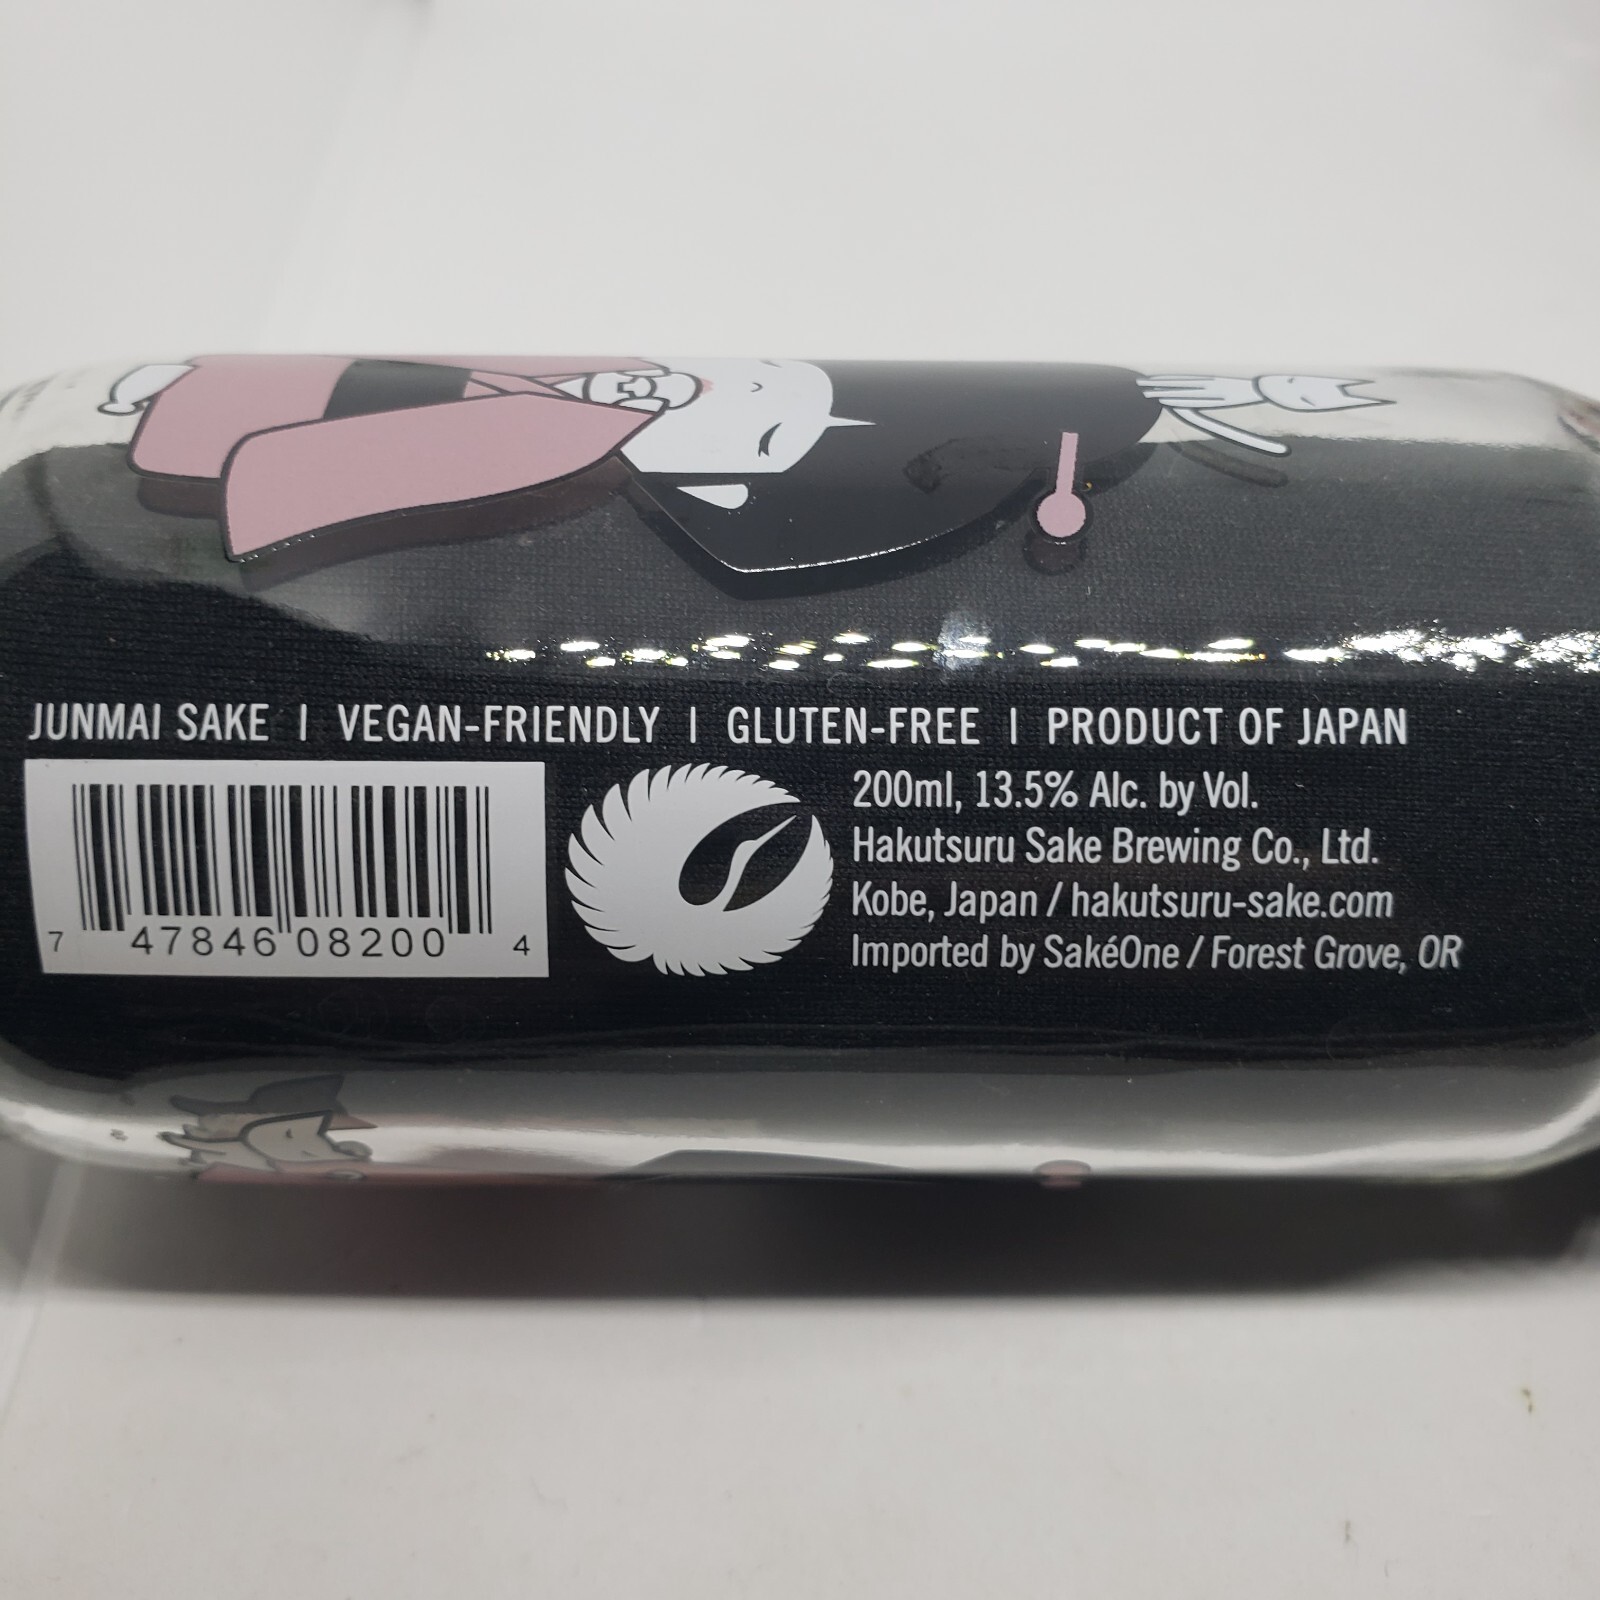 JUNMAI SAKE | VEGAN-FRIENDLY | GLUTEN-FREE | PRODUCT OF JAPAN
200ml, 13.5% Alc. by Vol.
Hakutsuru Sake Brewing Co., Ltd.
Kobe, Japan / hakutsuru-sake.com
Imported by SakéOne / Forest Grove, OR
7 47846 08200 4